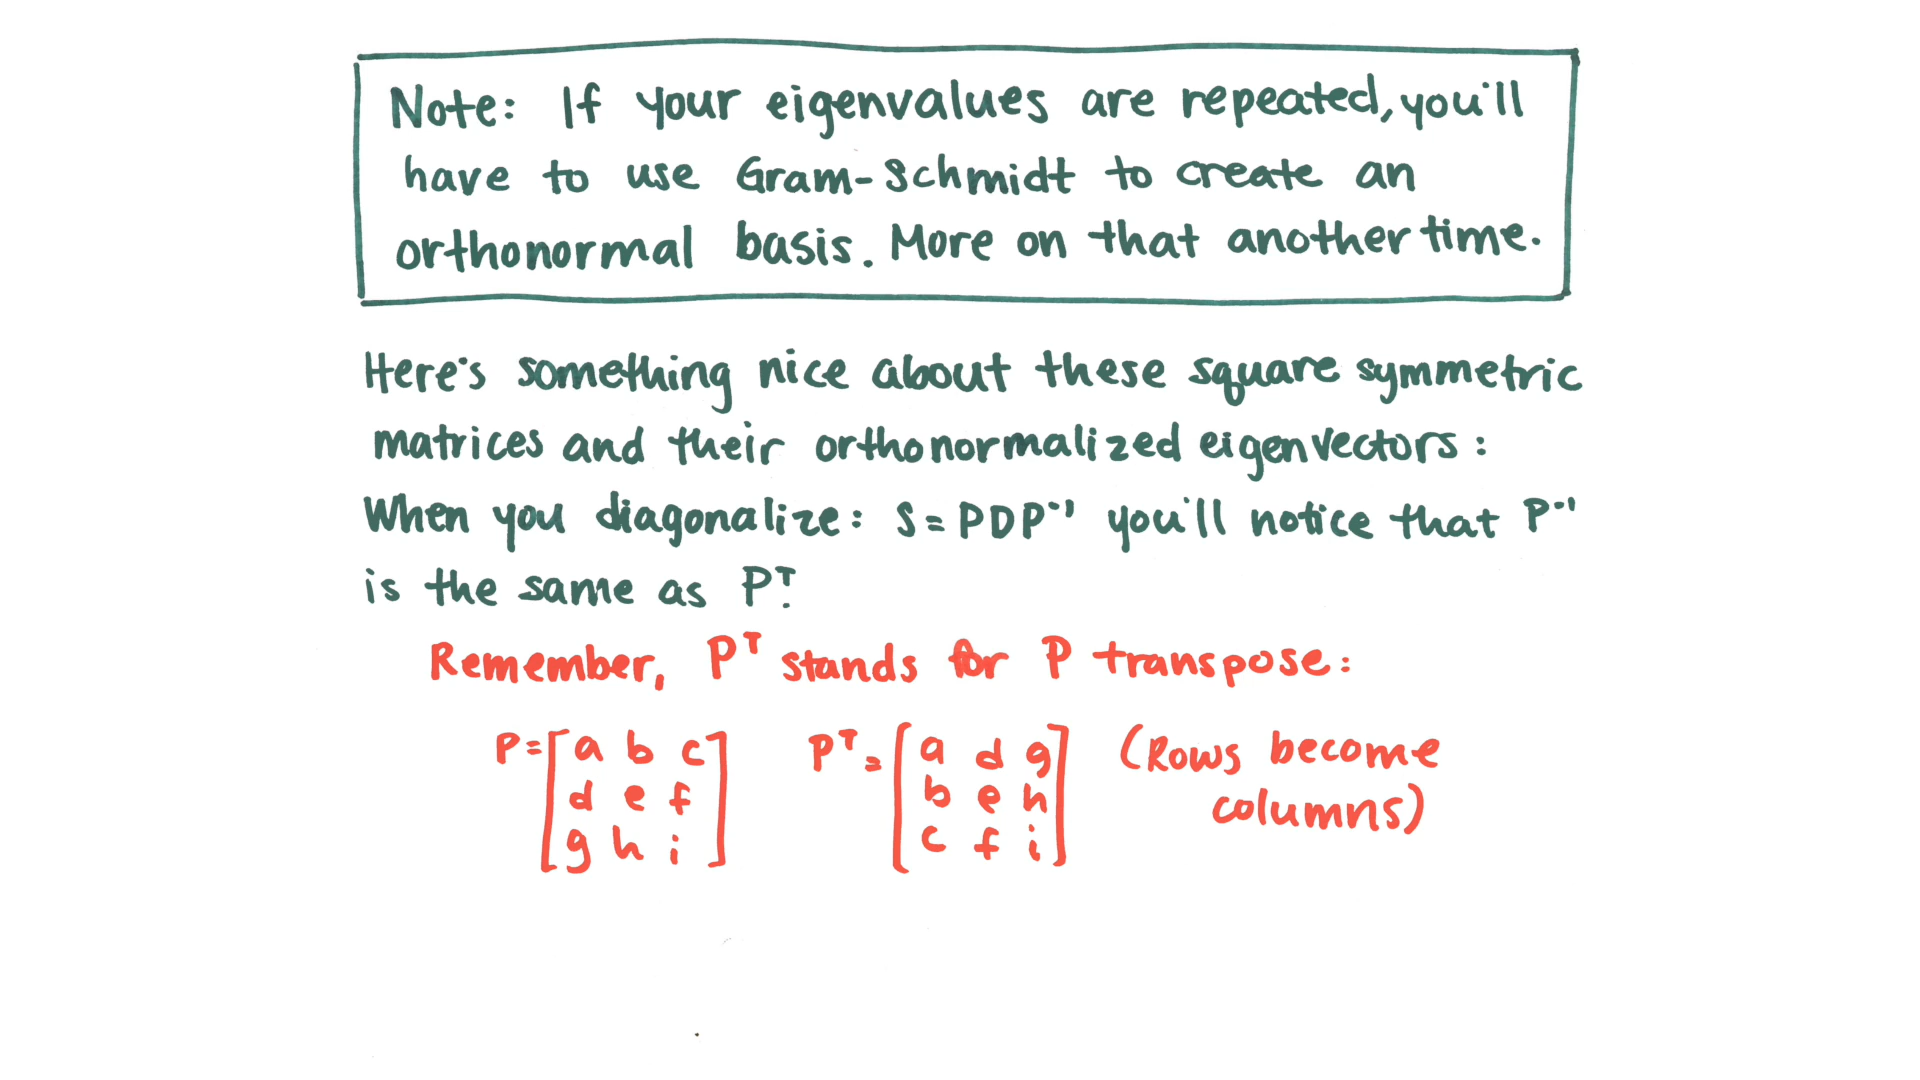 Note: If your eigenvalues are repeated, you'll
have to use Gram-Schmidt to create an
orthonormal basis. More on that another time.
Here's something nice about these square symmetric
matrices and their orthonormalized eigenvectors:
When you diagonalize: S = PDP⁻¹ you'll notice that P⁻¹
is the same as Pᵀ!
Remember, Pᵀ stands for P transpose:
P = [a b c   Pᵀ = [a d g   (Rows become
d e f   b e h   columns)
g h i]   c f i]